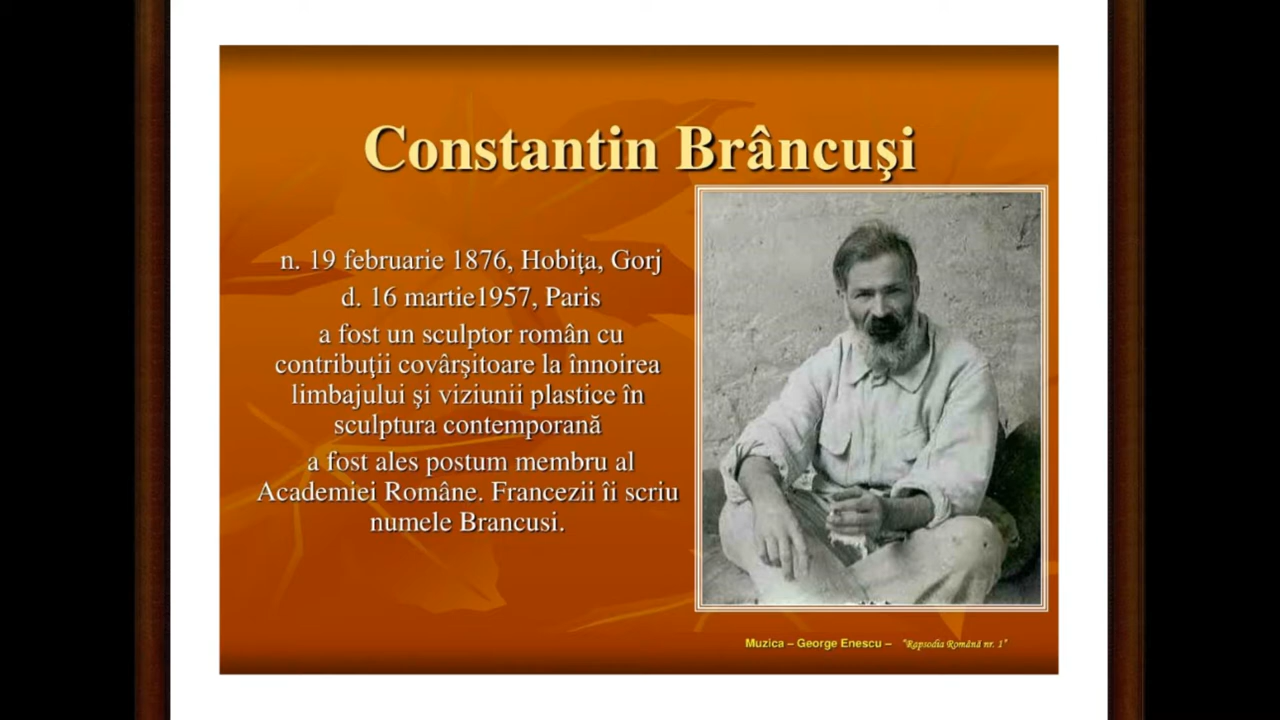 Constantin Brâncuşi
n. 19 februarie 1876, Hobiţa, Gorj
d. 16 martie1957, Paris
a fost un sculptor român cu
contribuţii covârşitoare la înnoirea
limbajului şi viziunii plastice în
sculptura contemporană
a fost ales postum membru al
Academiei Române. Francezii îi scriu
numele Brancusi.
Muzica – George Enescu – "Rapsodia Română nr. 1"